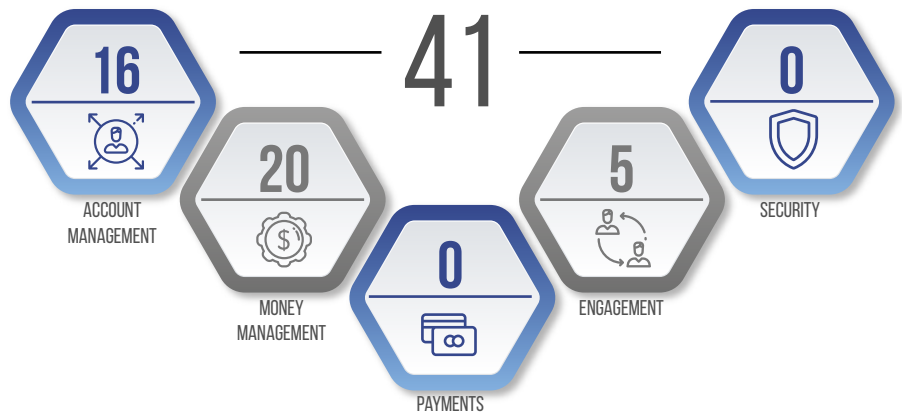 41
16
ACCOUNT
MANAGEMENT
20
$
MONEY
MANAGEMENT
0
PAYMENTS
5
ENGAGEMENT
0
SECURITY